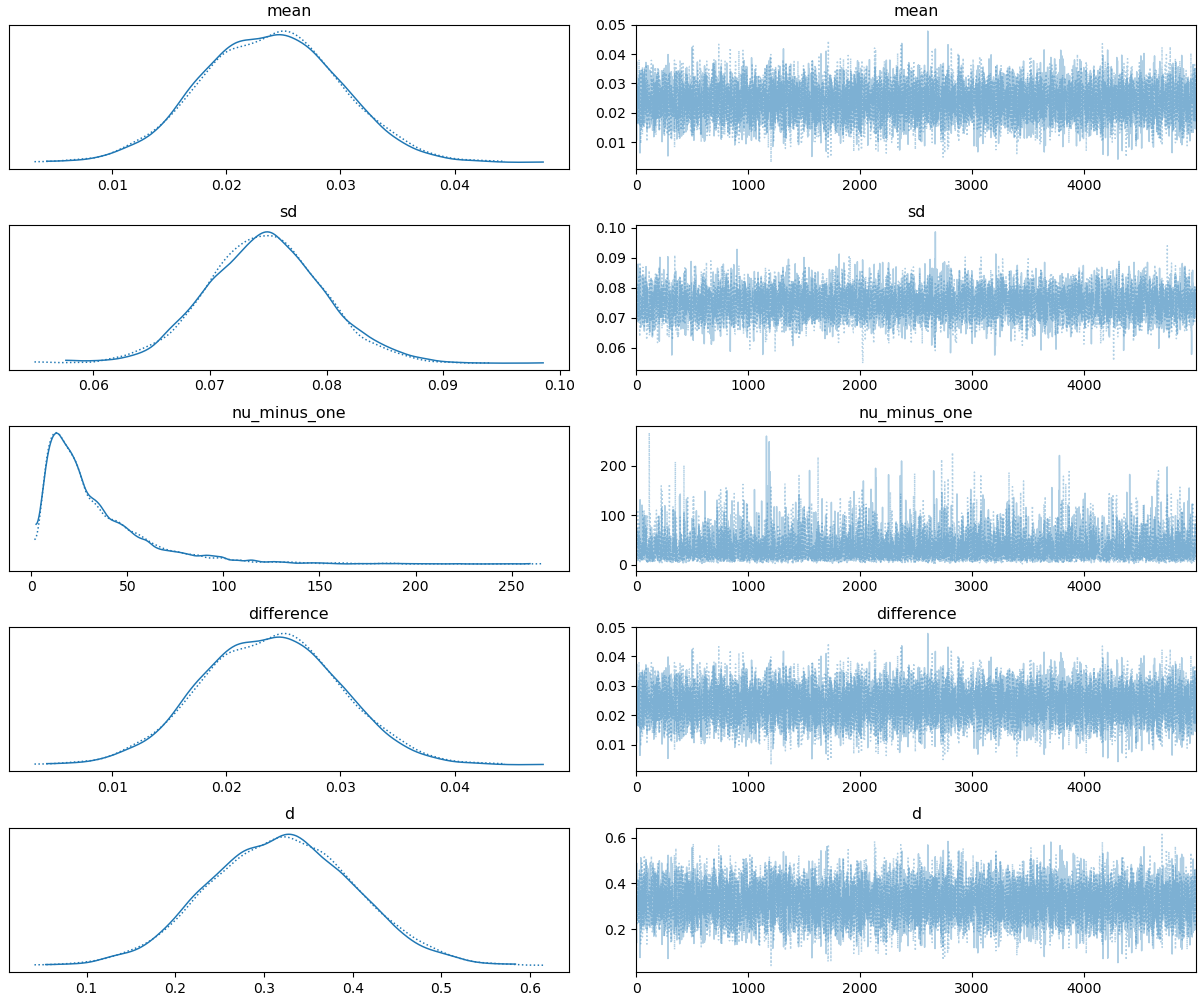 mean
0.01 0.02 0.03 0.04
mean
0.05
0.04
0.03
0.02
0.01
0 1000 2000 3000 4000
sd
0.06 0.07 0.08 0.09 0.10
sd
0.10
0.09
0.08
0.07
0.06
0 1000 2000 3000 4000
nu_minus_one
0 50 100 150 200 250
nu_minus_one
200
100
0
0 1000 2000 3000 4000
difference
0.01 0.02 0.03 0.04
difference
0.05
0.04
0.03
0.02
0.01
0 1000 2000 3000 4000
d
0.1 0.2 0.3 0.4 0.5 0.6
d
0.6
0.4
0.2
0 1000 2000 3000 4000